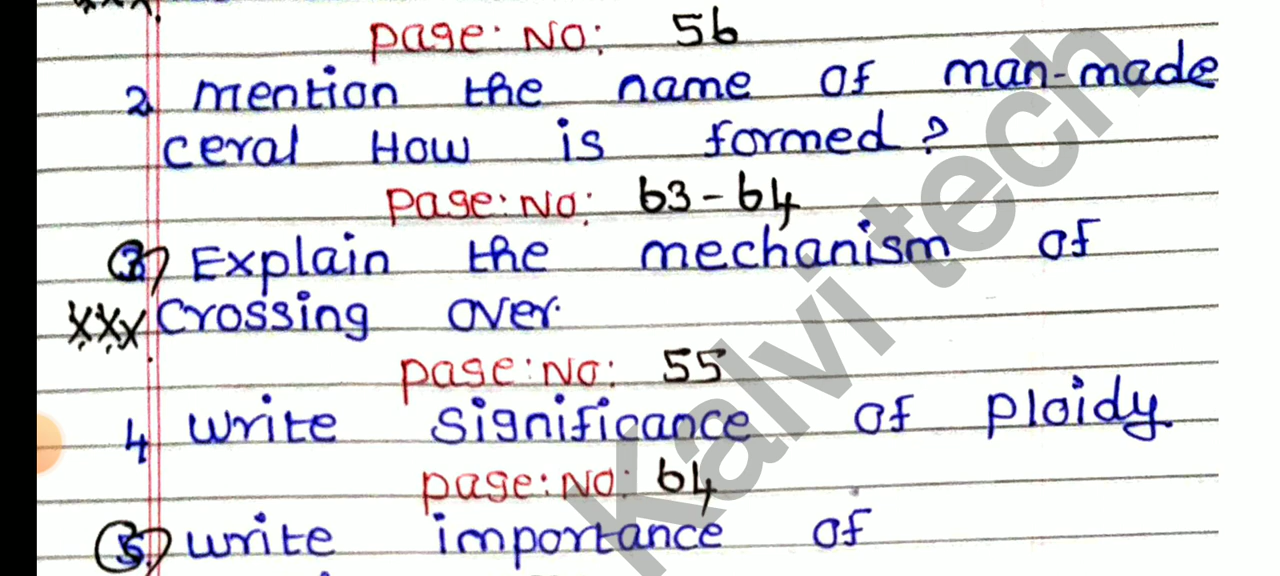 Page: No: 56
2. mention the name of man-made
ceral How is formed?
Page: No: 63-64
3) Explain the mechanism of
xxx crossing over.
Page: No: 55
4 write significance of ploidy
Page: No: 64
5) write importance of
Kalvi tech